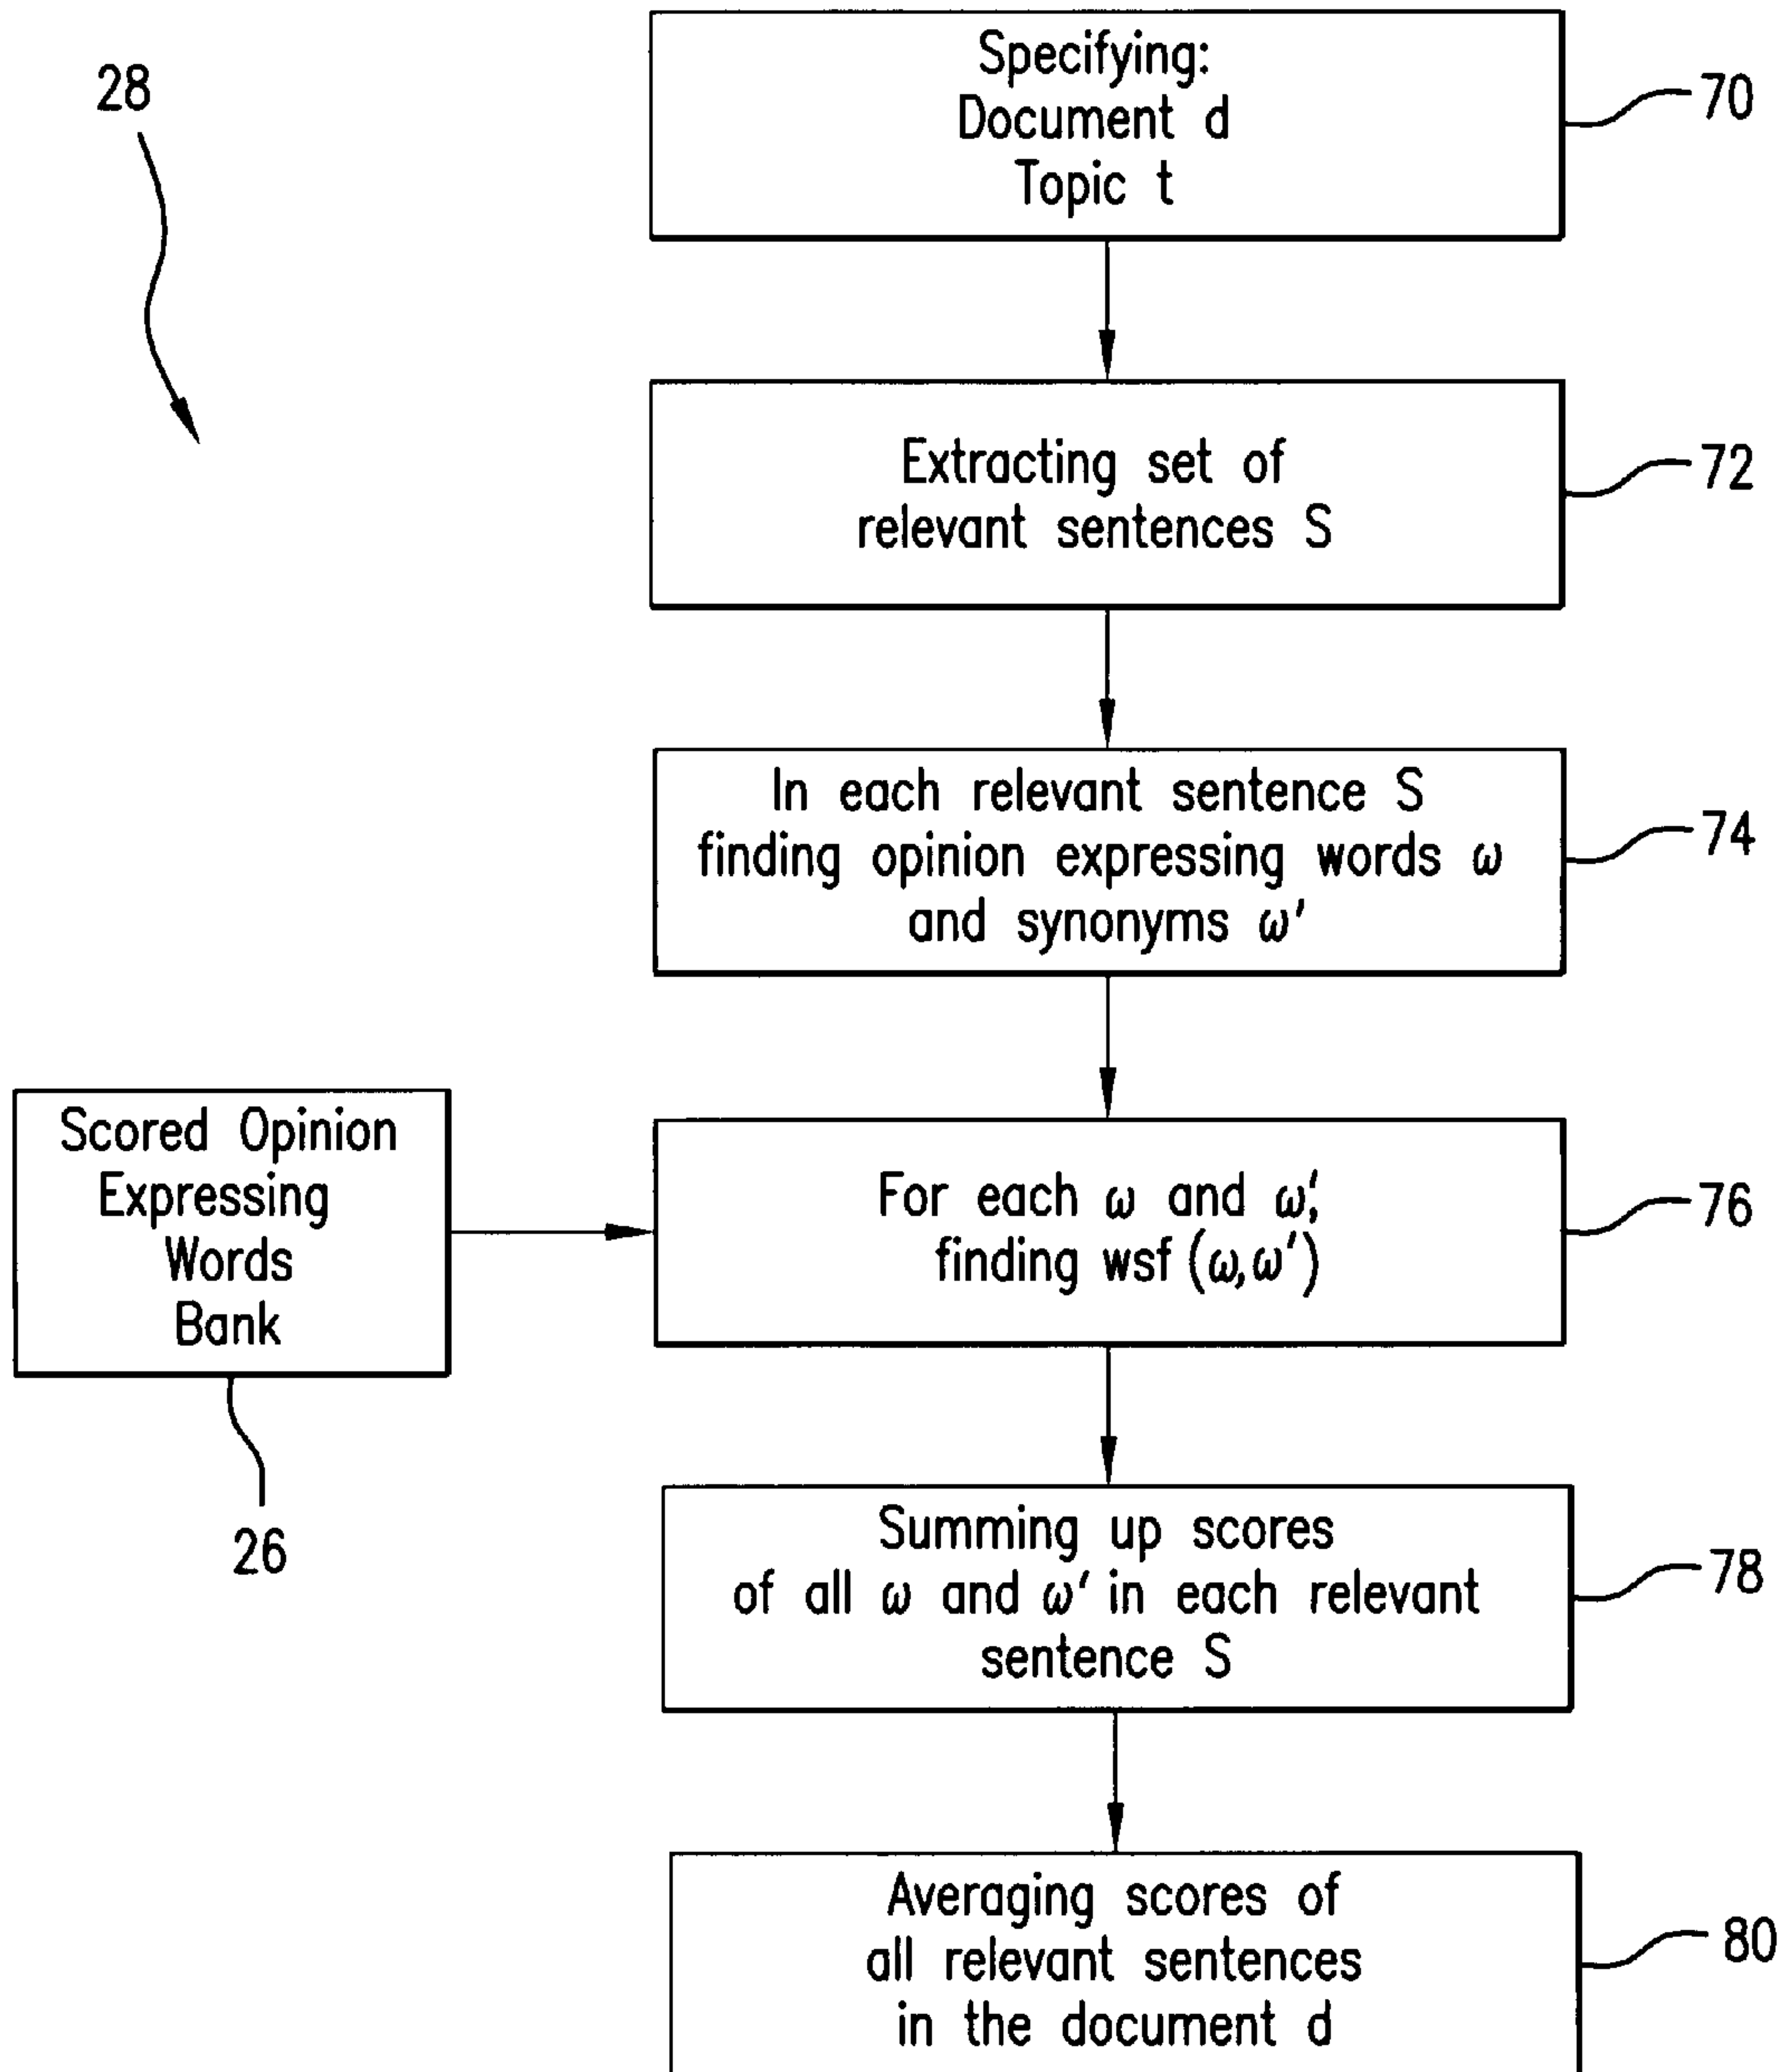 28
Specifying:
Document d
Topic t
70
Extracting set of
relevant sentences S
72
In each relevant sentence S
finding opinion expressing words ω
and synonyms ω'
74
Scored Opinion
Expressing
Words
Bank
26
For each ω and ω',
finding wsf (ω,ω')
76
Summing up scores
of all ω and ω' in each relevant
sentence S
78
Averaging scores of
all relevant sentences
in the document d
80